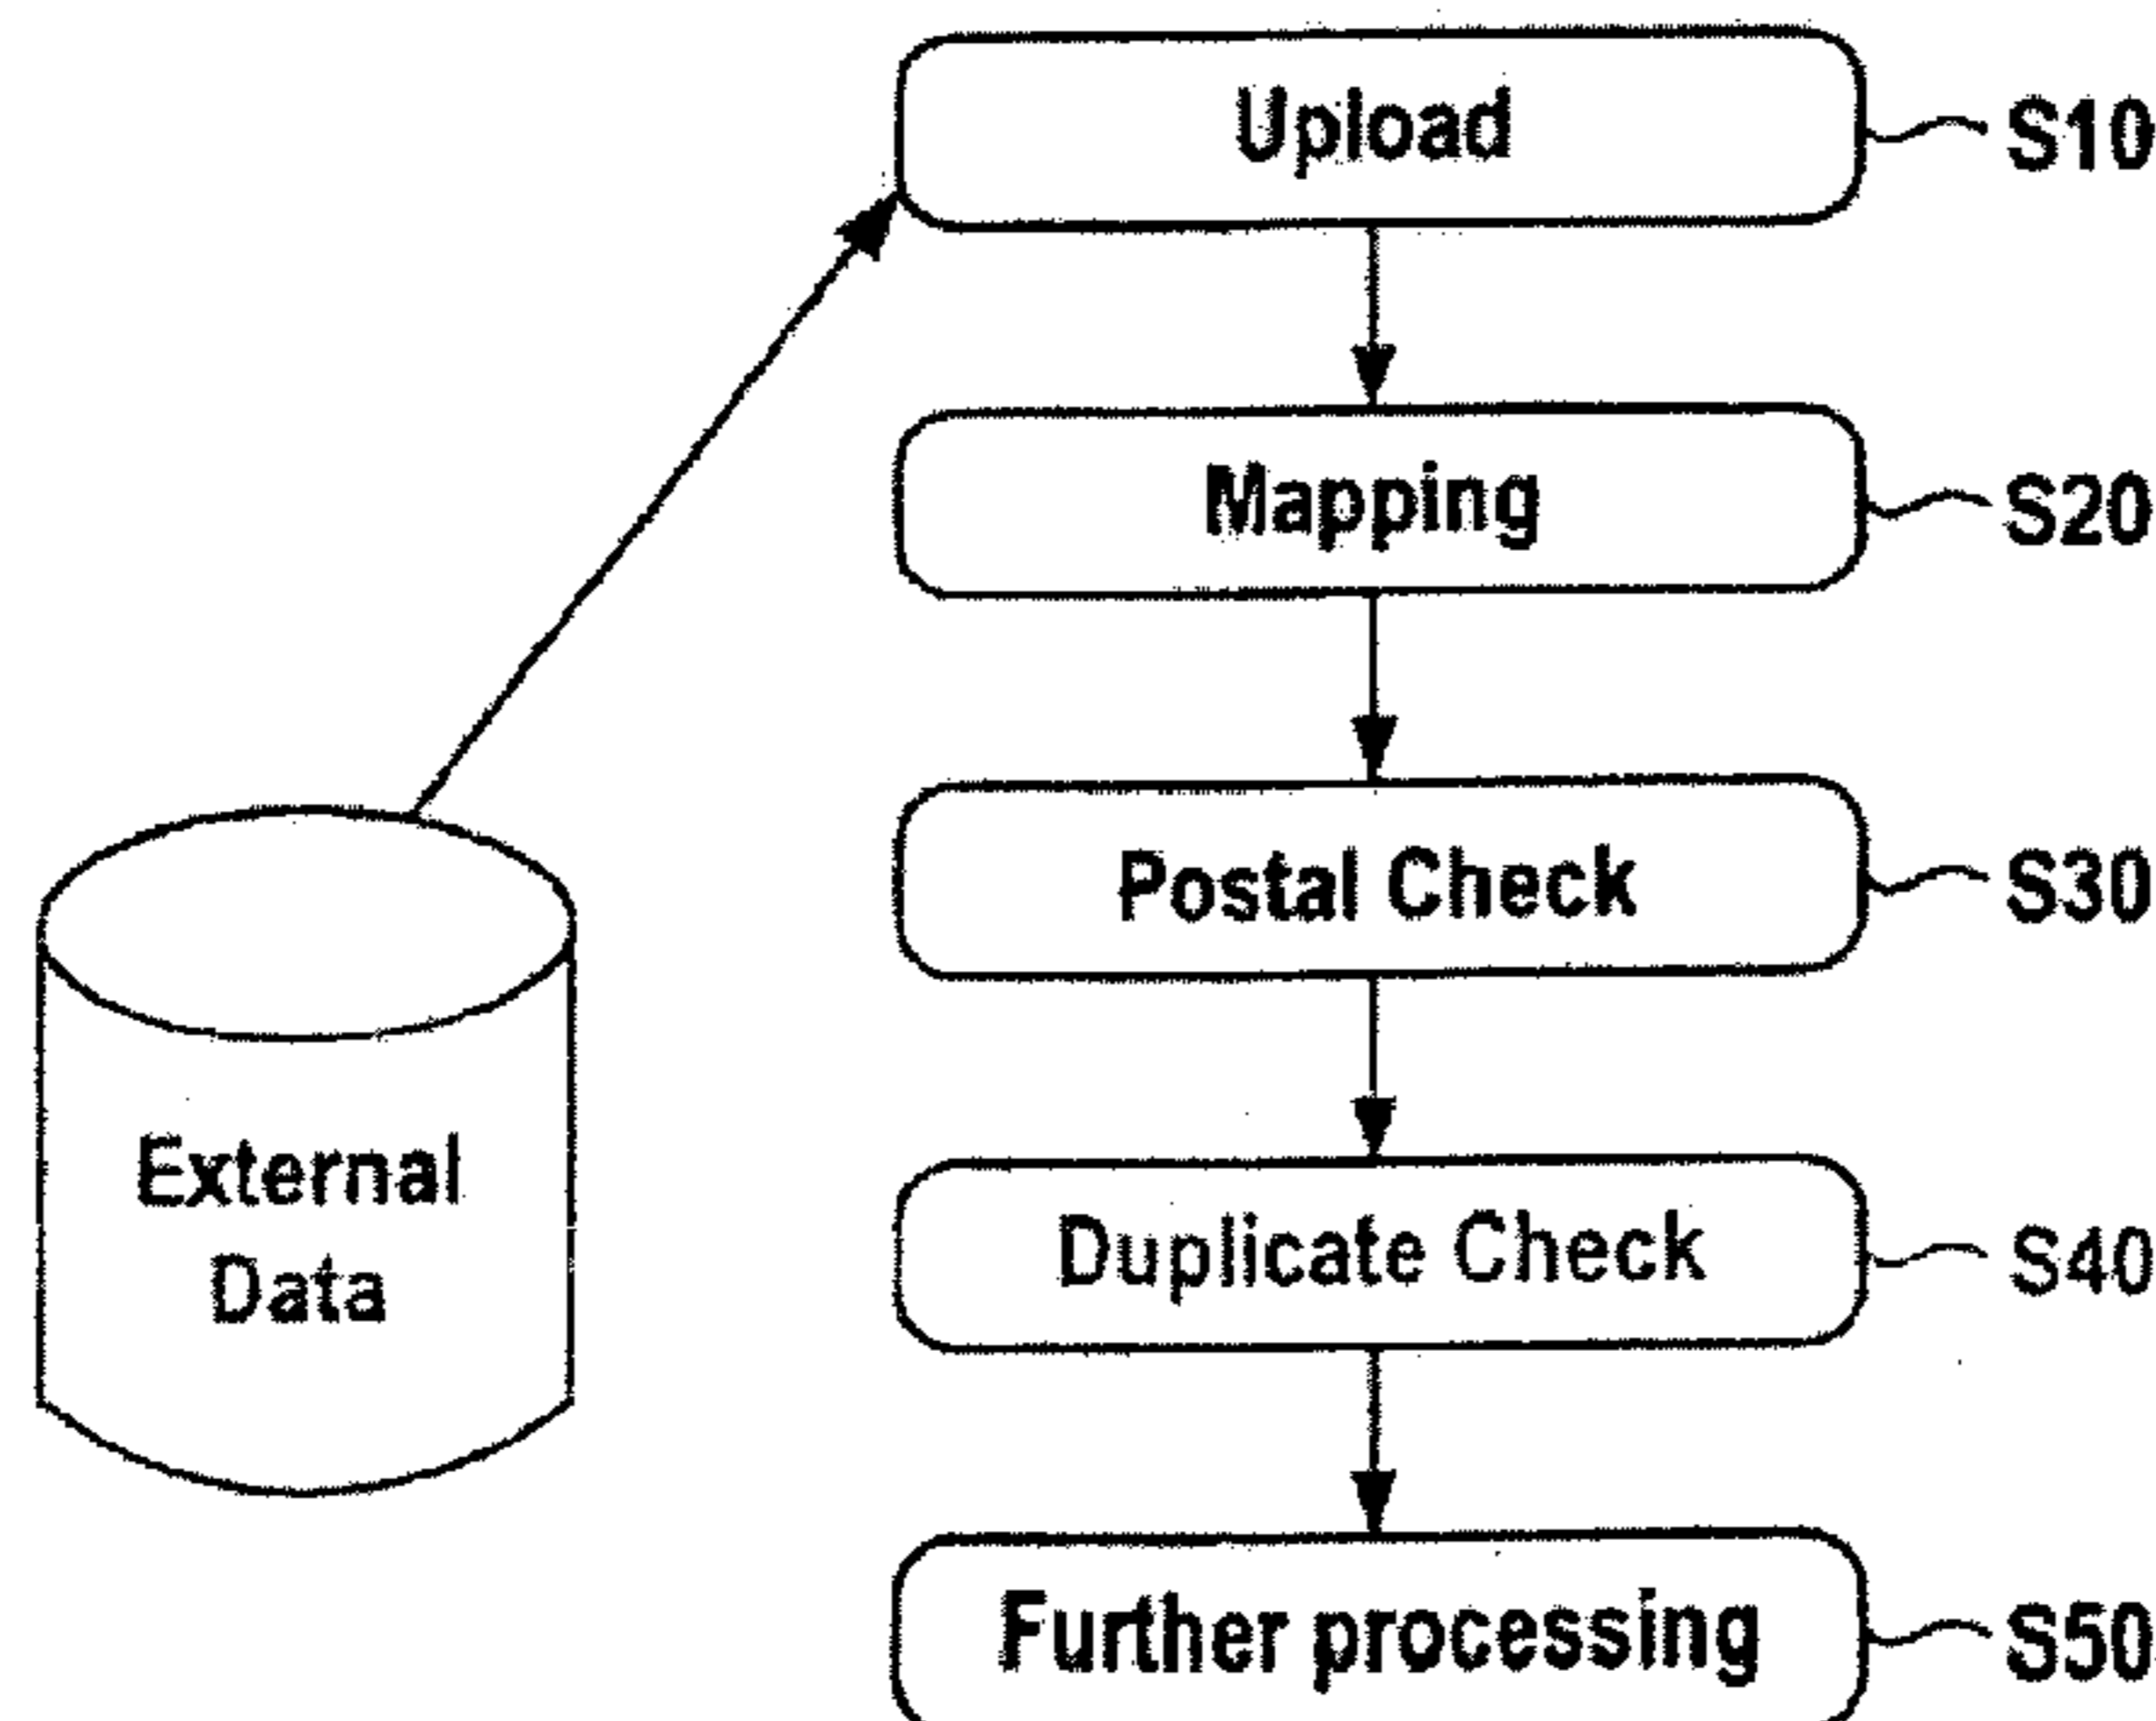 Upload
S10
Mapping
S20
Postal Check
S30
External
Data
Duplicate Check
S40
Further processing
S50